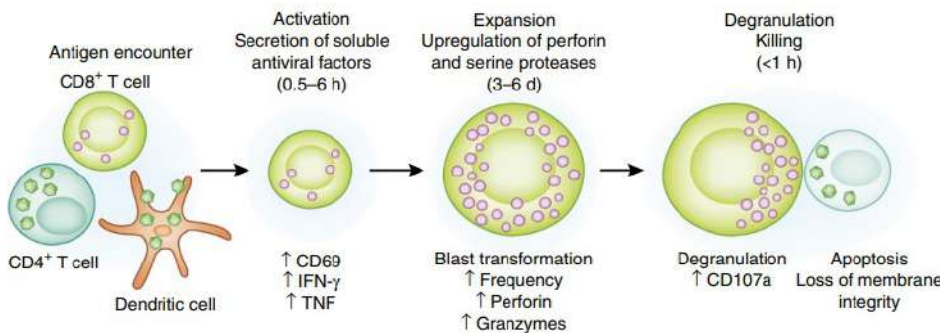 Antigen encounter
CD8⁺ T cell
CD4⁺ T cell
Dendritic cell
Activation
Secretion of soluble
antiviral factors
(0.5–6 h)
↑ CD69
↑ IFN-γ
↑ TNF
Expansion
Upregulation of perforin
and serine proteases
(3–6 d)
Blast transformation
↑ Frequency
↑ Perforin
↑ Granzymes
Degranulation
Killing
(<1 h)
Degranulation
↑ CD107a
Apoptosis
Loss of membrane
integrity